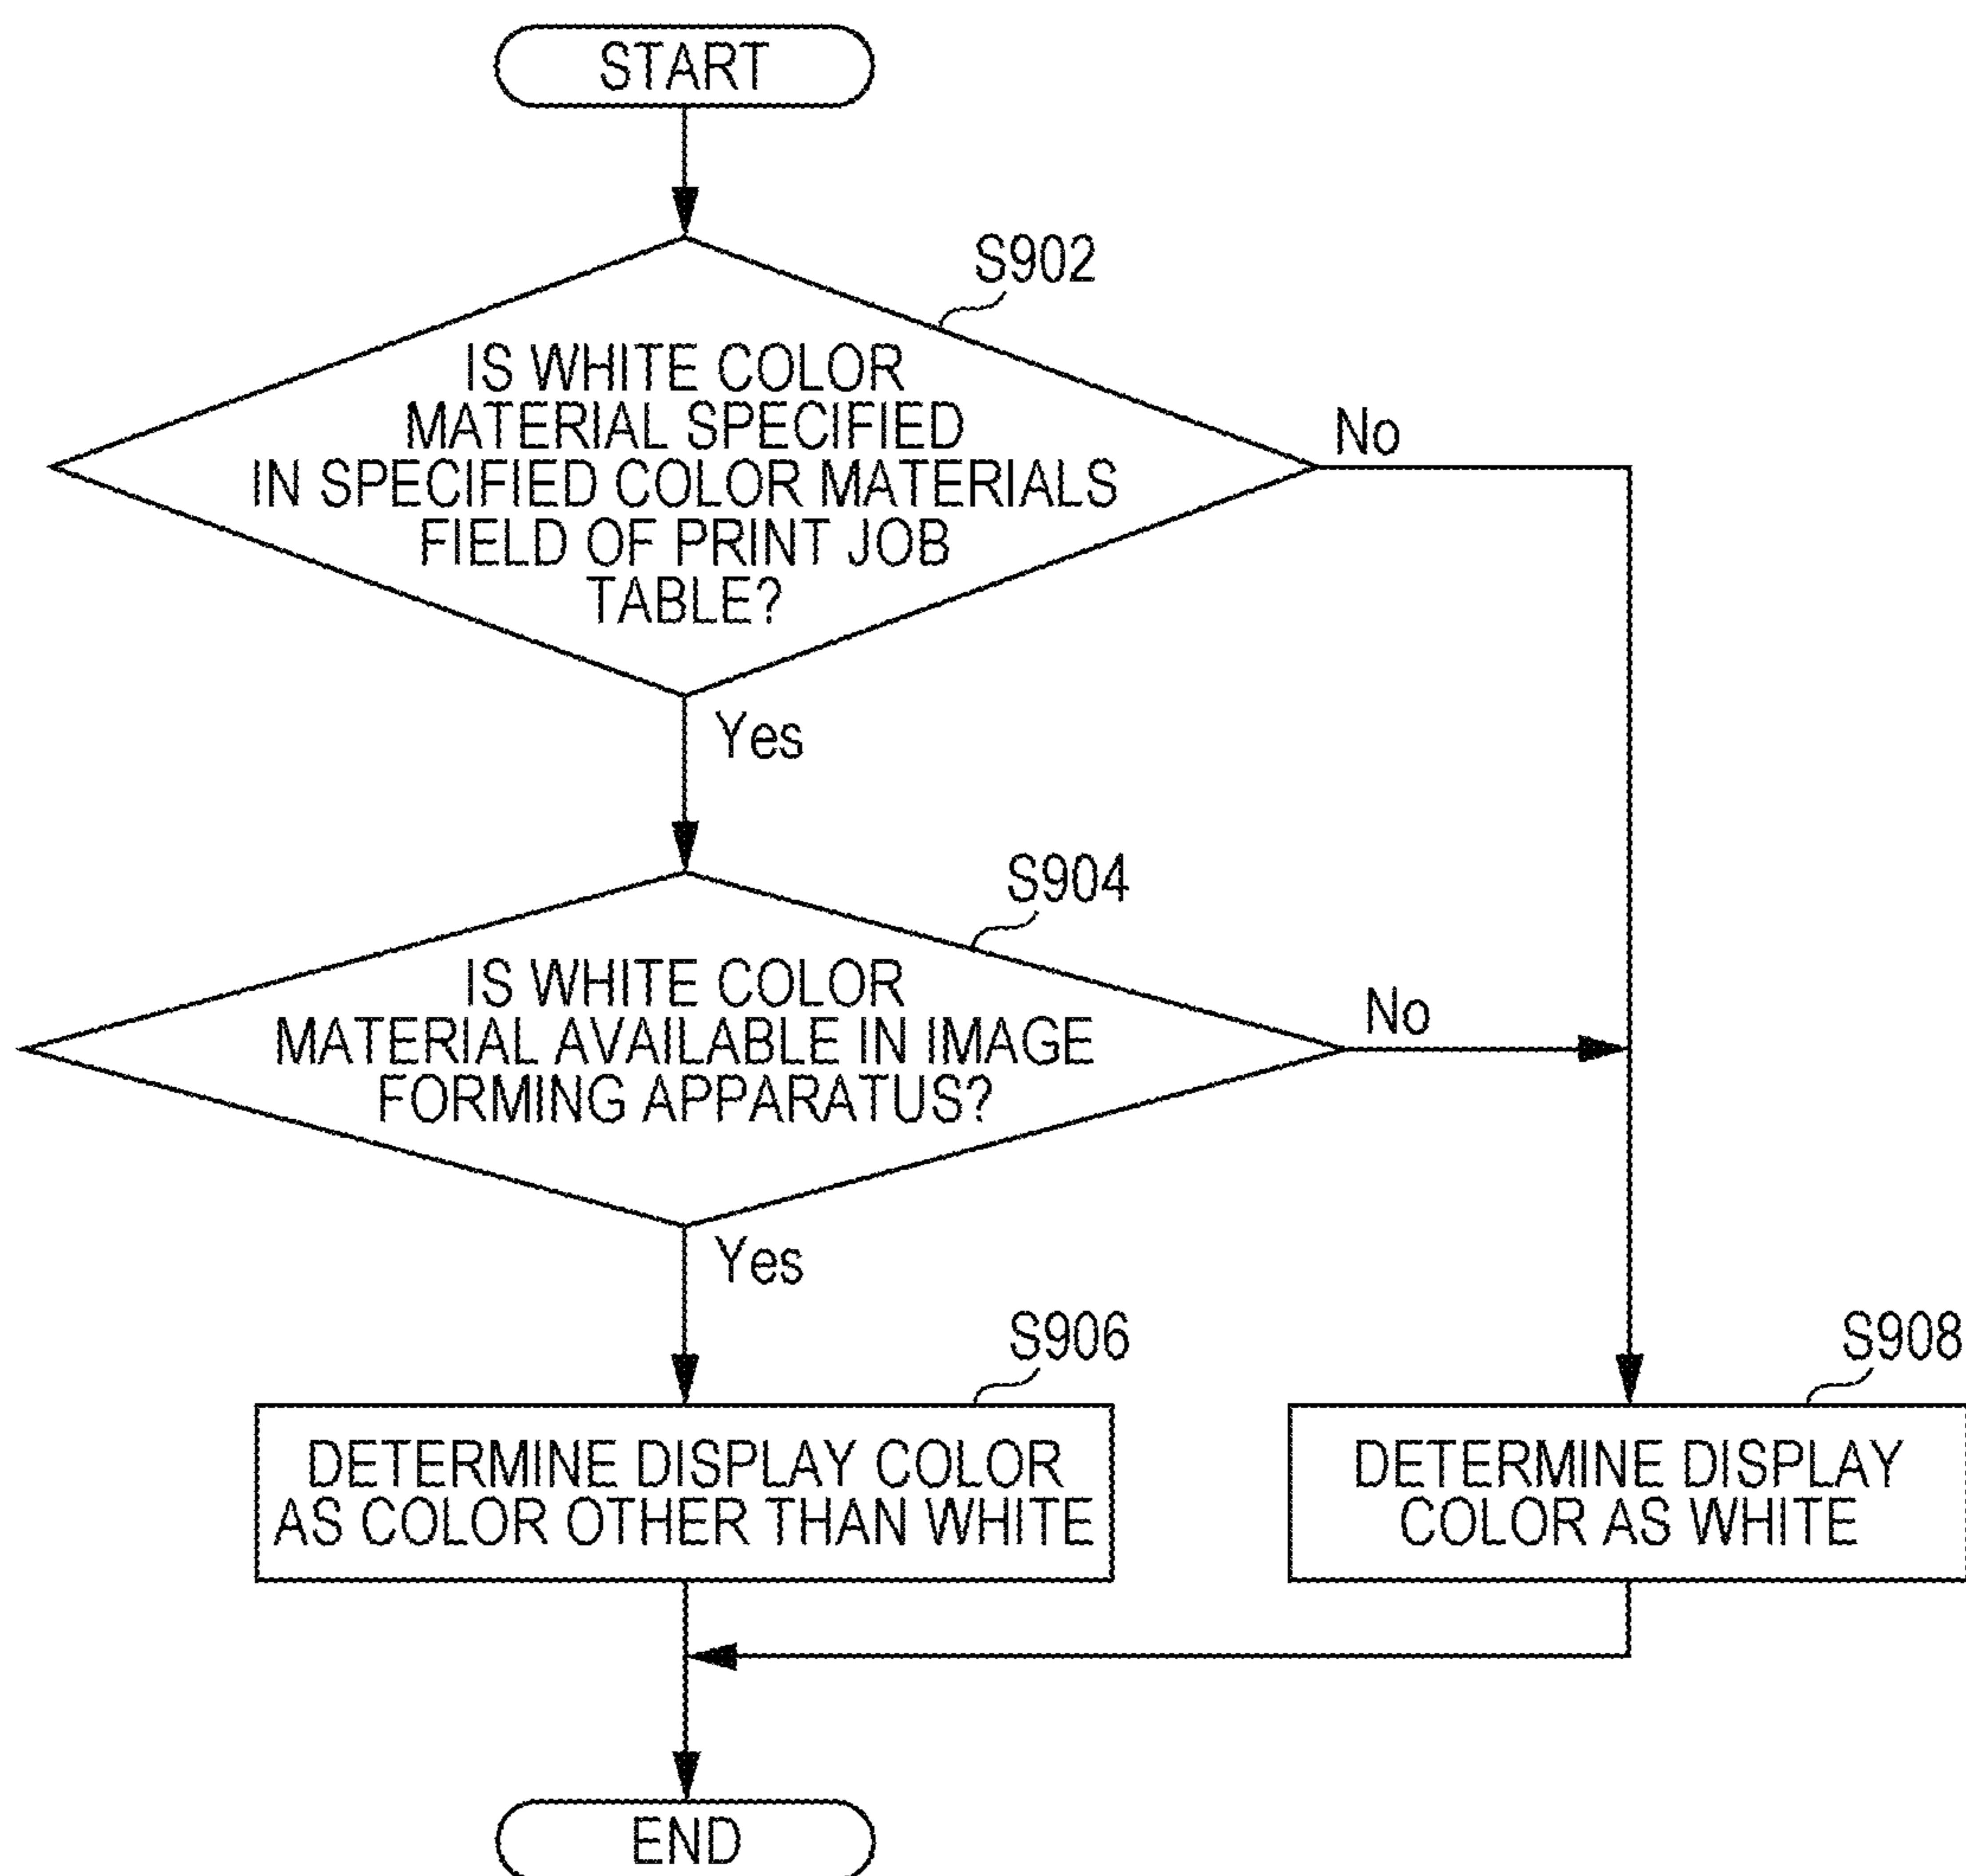 START
S902
IS WHITE COLOR
MATERIAL SPECIFIED
IN SPECIFIED COLOR MATERIALS
FIELD OF PRINT JOB
TABLE?
No
Yes
S904
IS WHITE COLOR
MATERIAL AVAILABLE IN IMAGE
FORMING APPARATUS?
No
Yes
S906
DETERMINE DISPLAY COLOR
AS COLOR OTHER THAN WHITE
S908
DETERMINE DISPLAY
COLOR AS WHITE
END